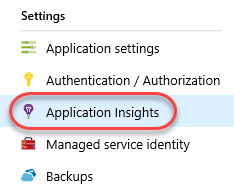 Settings
Application settings
Authentication / Authorization
Application Insights
Managed service identity
Backups